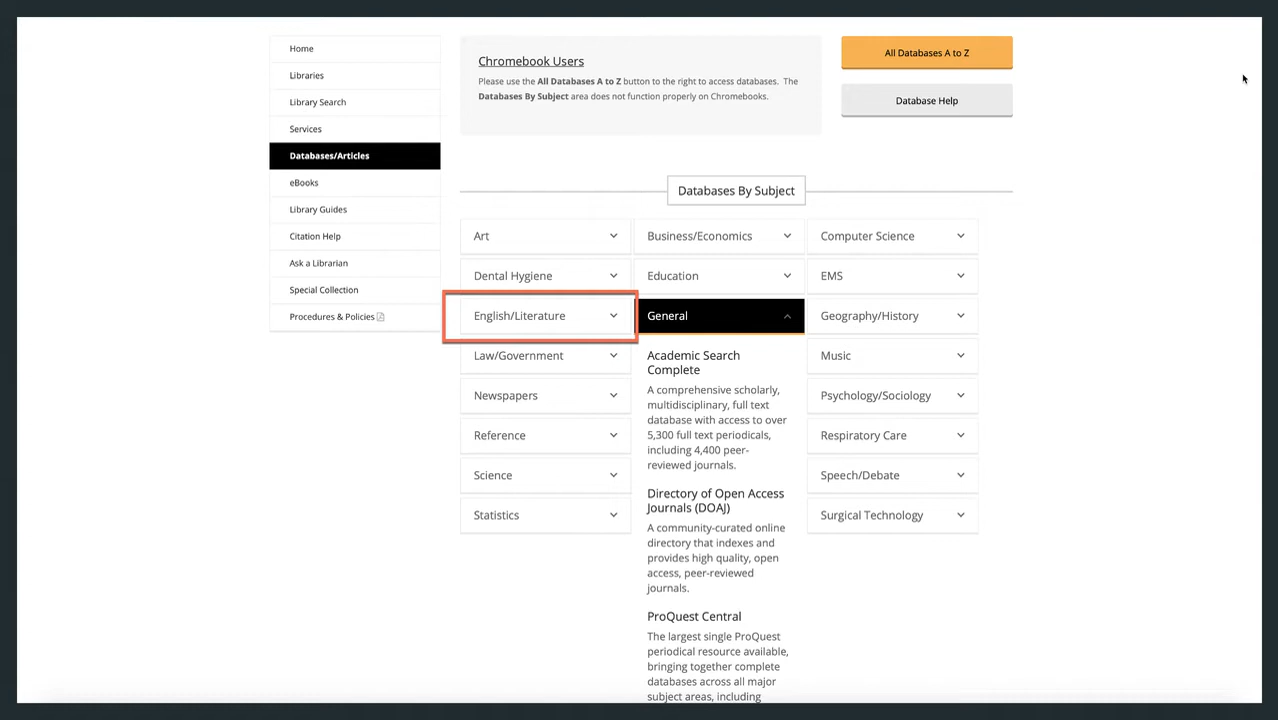 Home
Libraries
Library Search
Services
Databases/Articles
eBooks
Library Guides
Citation Help
Ask a Librarian
Special Collection
Procedures & Policies
Chromebook Users
Please use the All Databases A to Z button to the right to access databases. The
Databases By Subject area does not function properly on Chromebooks.
All Databases A to Z
Database Help
Databases By Subject
Art
Business/Economics
Computer Science
Dental Hygiene
Education
EMS
English/Literature
General
Geography/History
Law/Government
Newspapers
Reference
Science
Statistics
Academic Search
Complete
A comprehensive scholarly,
multidisciplinary, full text
database with access to over
5,300 full text periodicals,
including 4,400 peer-
reviewed journals.
Directory of Open Access
Journals (DOAJ)
A community-curated online
directory that indexes and
provides high quality, open
access, peer-reviewed
journals.
ProQuest Central
The largest single ProQuest
periodical resource available,
bringing together complete
databases across all major
subject areas, including
Music
Psychology/Sociology
Respiratory Care
Speech/Debate
Surgical Technology